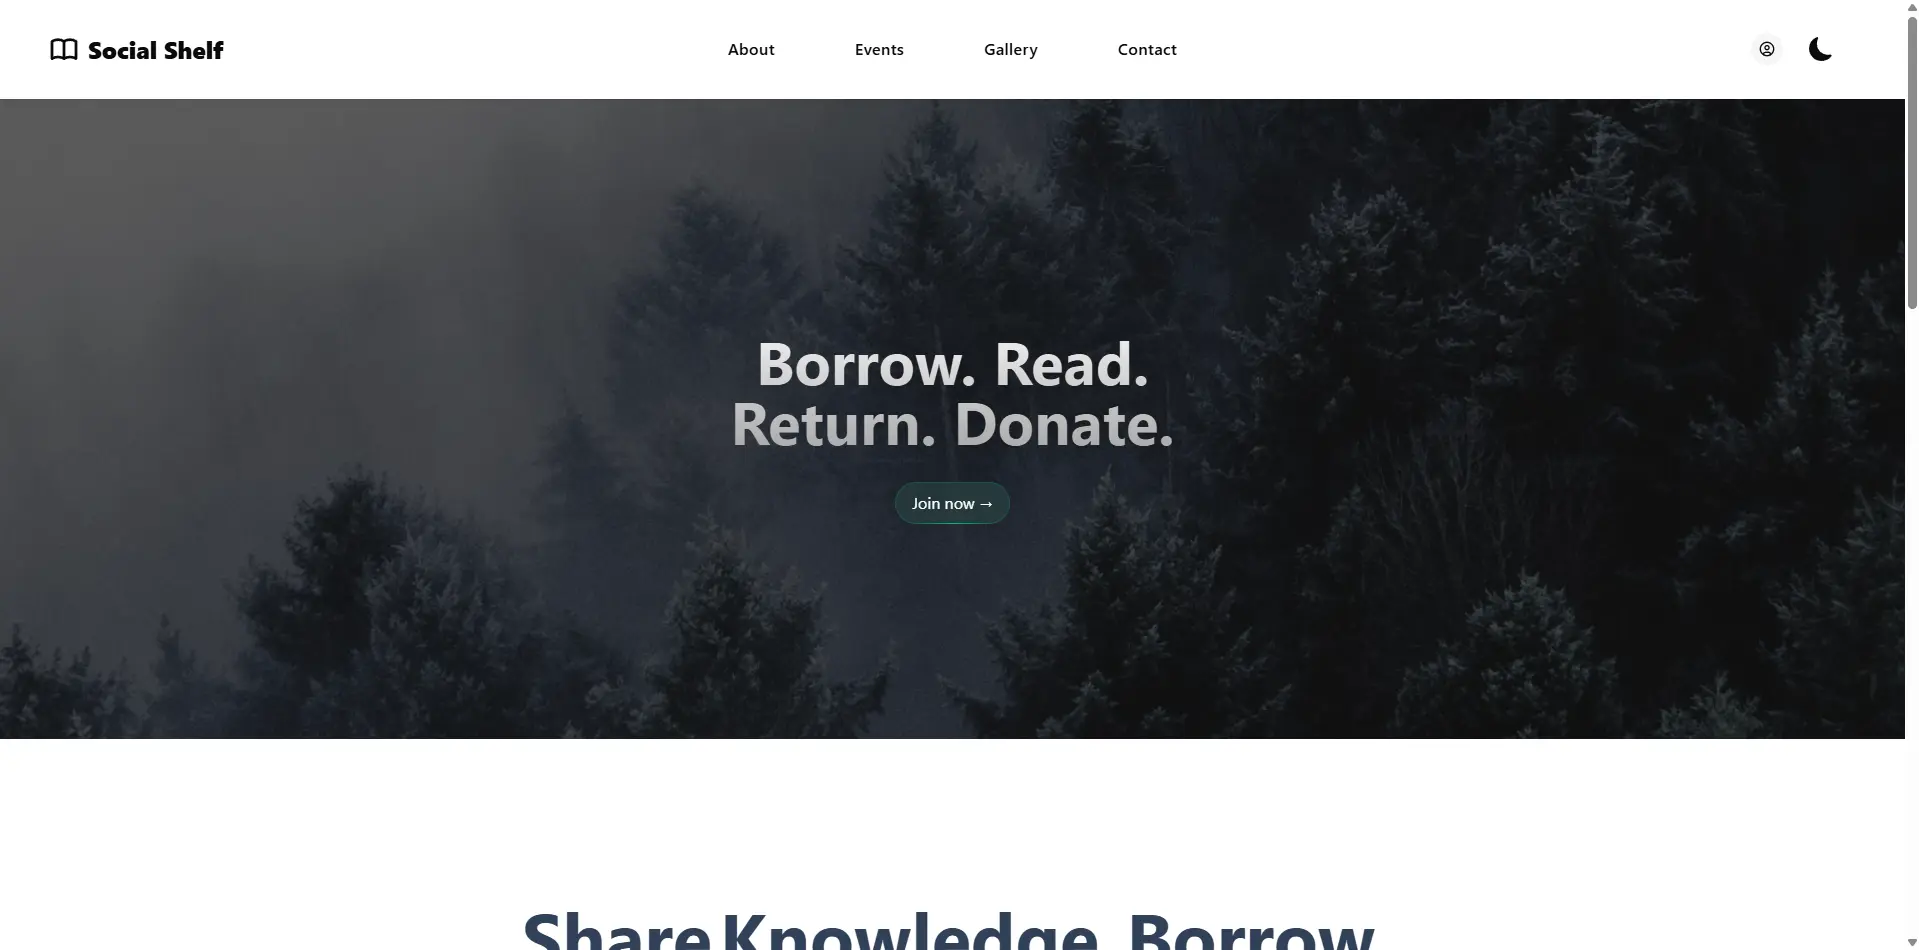 Social Shelf
About
Events
Gallery
Contact
Borrow. Read.
Return. Donate.
Join now →
Share Knowledge, Borrow